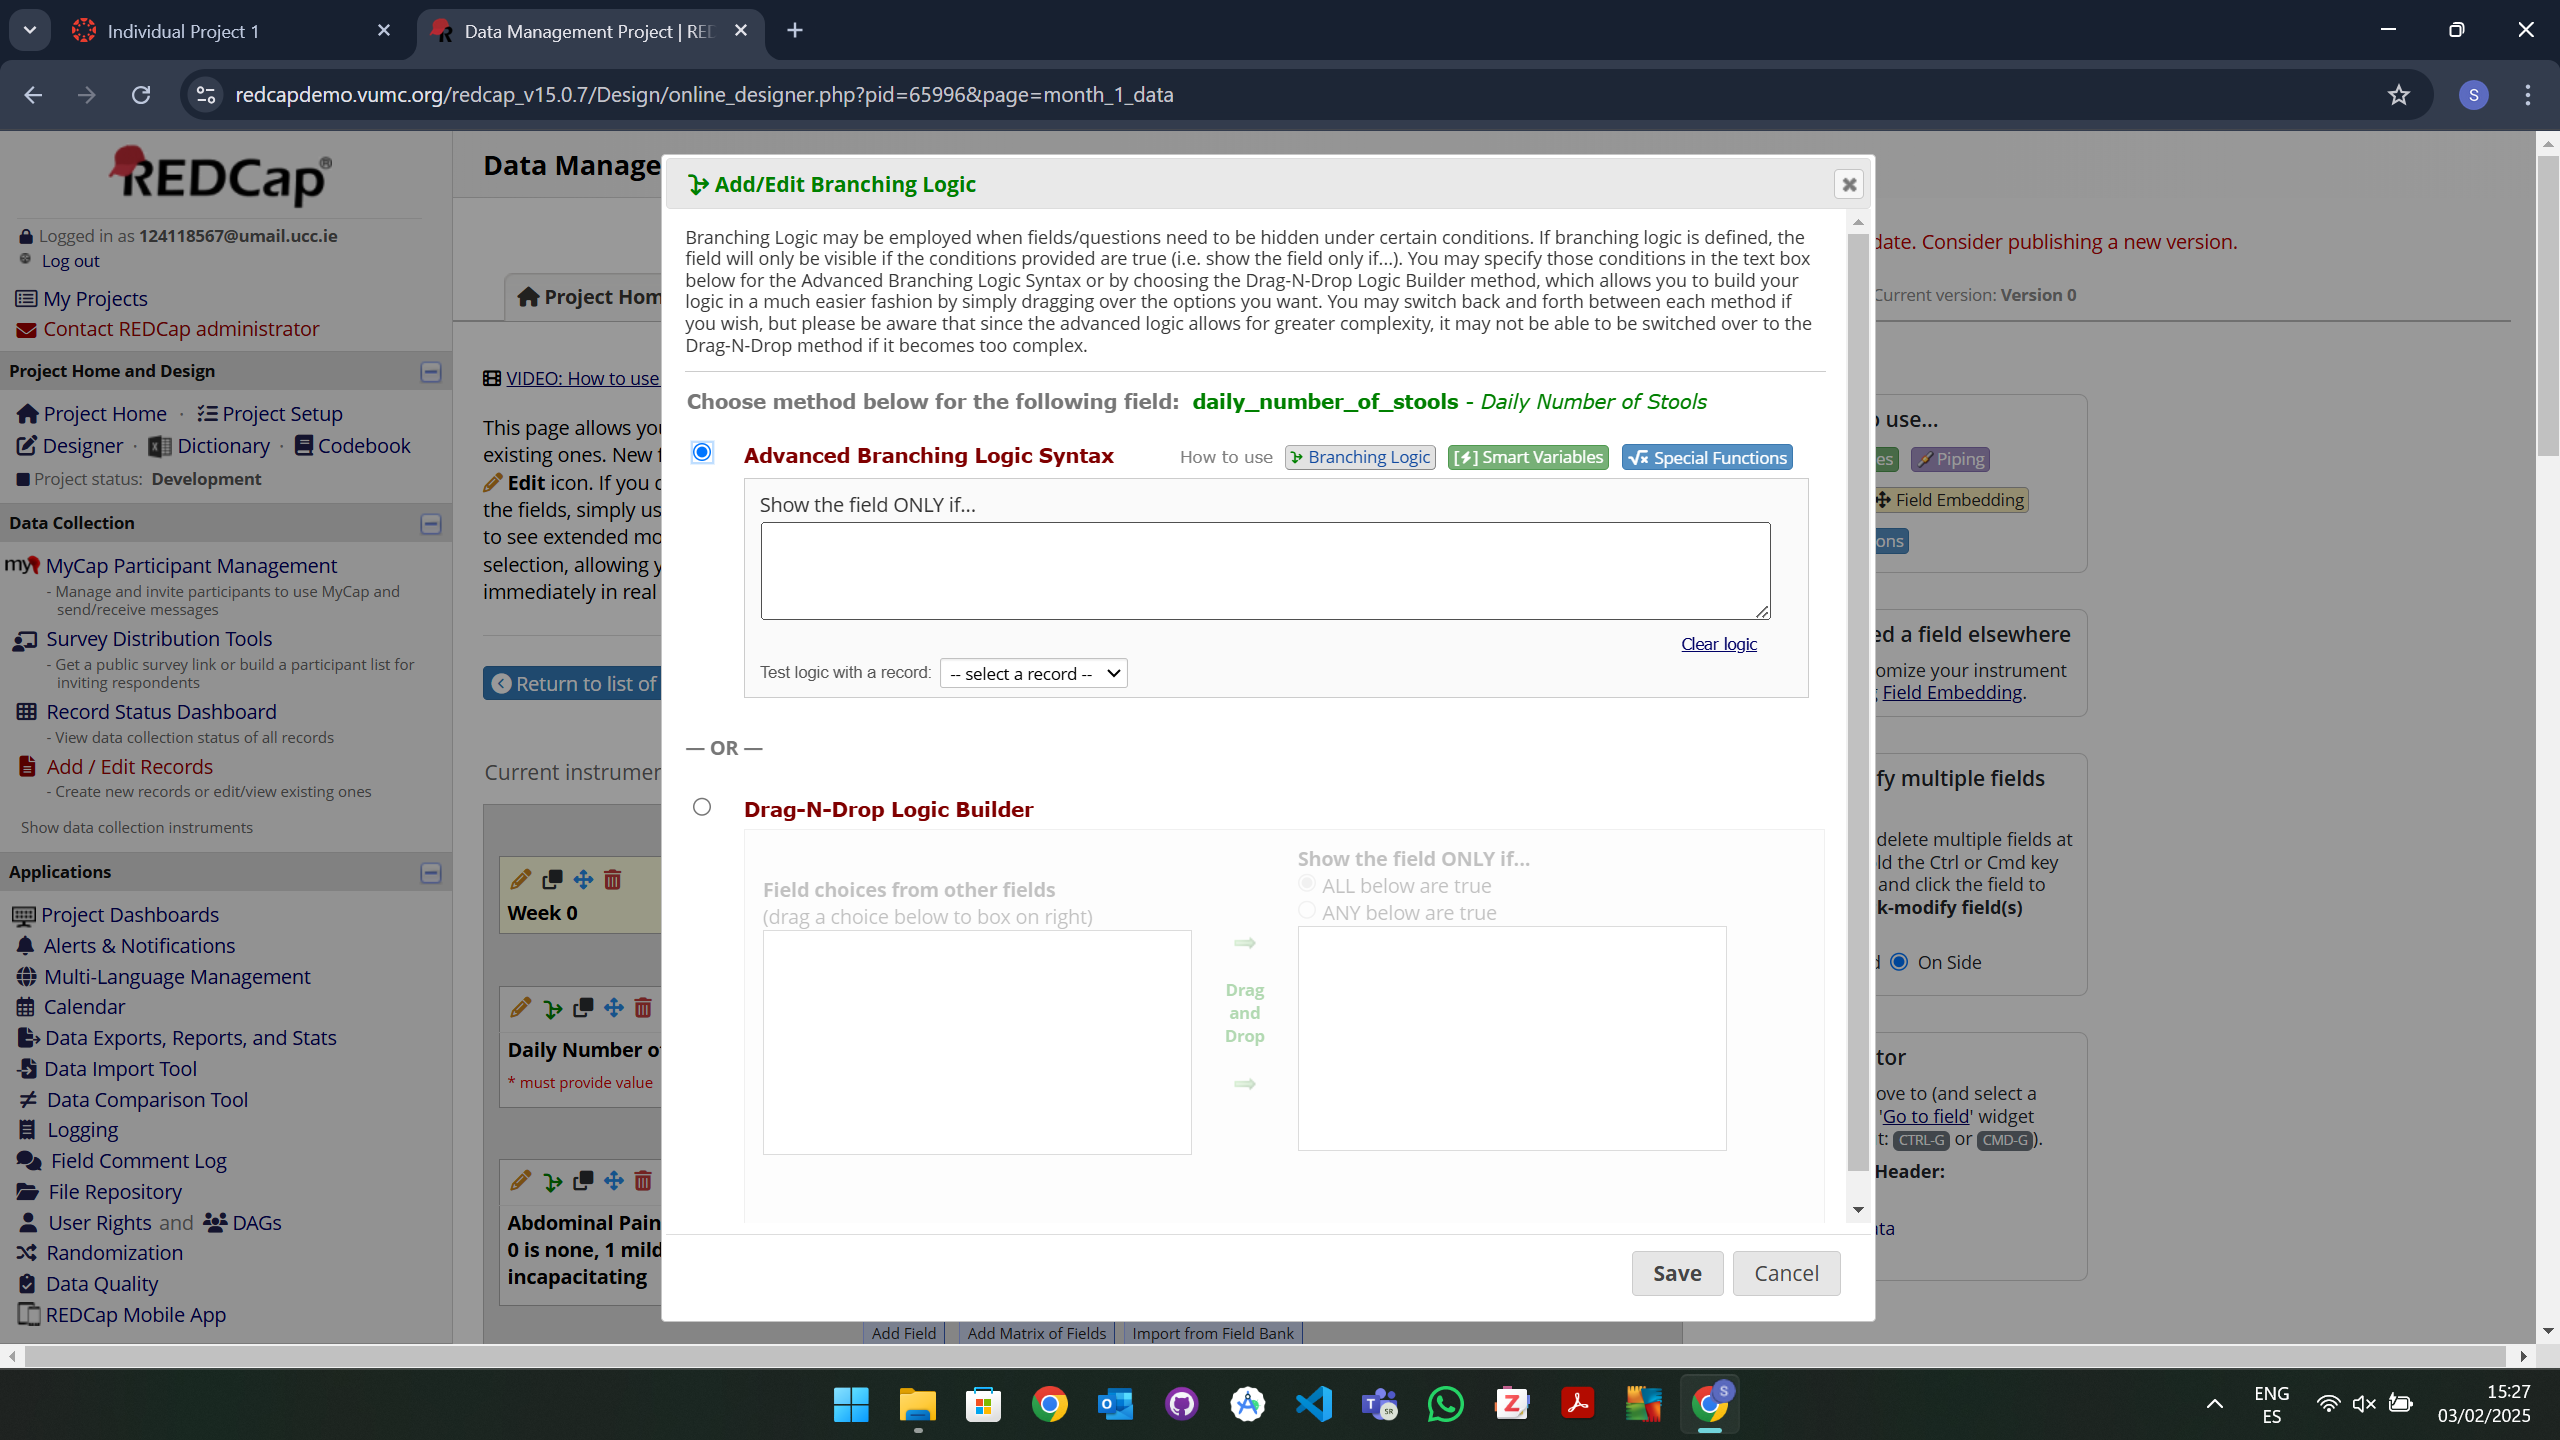 Individual Project 1
Data Management Project | RED
redcapdemo.vumc.org/redcap_v15.0.7/Design/online_designer.php?pid=65996&page=month_1_data
S
REDCap®
Logged in as 124118567@umail.ucc.ie
Log out
My Projects
Contact REDCap administrator
Project Home and Design
Project Home · Project Setup
Designer · Dictionary · Codebook
Project status: Development
Data Collection
my MyCap Participant Management
- Manage and invite participants to use MyCap and
send/receive messages
Survey Distribution Tools
- Get a public survey link or build a participant list for
inviting respondents
Record Status Dashboard
- View data collection status of all records
Add / Edit Records
- Create new records or edit/view existing ones
Show data collection instruments
Applications
Project Dashboards
Alerts & Notifications
Multi-Language Management
Calendar
Data Exports, Reports, and Stats
Data Import Tool
Data Comparison Tool
Logging
Field Comment Log
File Repository
User Rights and DAGs
Randomization
Data Quality
REDCap Mobile App
Data Manage
Project Hom
VIDEO: How to use
This page allows you
existing ones. New f
Edit icon. If you c
the fields, simply us
to see extended mo
selection, allowing y
immediately in real
Return to list of
Current instrumen
Week 0
Daily Number o
* must provide value
Abdominal Pain
0 is none, 1 mild
incapacitating
Add/Edit Branching Logic
Branching Logic may be employed when fields/questions need to be hidden under certain conditions. If branching logic is defined, the
field will only be visible if the conditions provided are true (i.e. show the field only if...). You may specify those conditions in the text box
below for the Advanced Branching Logic Syntax or by choosing the Drag-N-Drop Logic Builder method, which allows you to build your
logic in a much easier fashion by simply dragging over the options you want. You may switch back and forth between each method if
you wish, but please be aware that since the advanced logic allows for greater complexity, it may not be able to be switched over to the
Drag-N-Drop method if it becomes too complex.
Choose method below for the following field: daily_number_of_stools - Daily Number of Stools
Advanced Branching Logic Syntax How to use Branching Logic [⚡] Smart Variables √x Special Functions
Show the field ONLY if...
Clear logic
Test logic with a record: -- select a record --
— OR —
Drag-N-Drop Logic Builder
Field choices from other fields
(drag a choice below to box on right)
Drag
and
Drop
Show the field ONLY if...
ALL below are true
ANY below are true
Save Cancel
Add Field Add Matrix of Fields Import from Field Bank
date. Consider publishing a new version.
Current version: Version 0
use...
es Piping
Field Embedding
ons
ed a field elsewhere
omize your instrument
Field Embedding.
fy multiple fields
delete multiple fields at
ld the Ctrl or Cmd key
and click the field to
k-modify field(s)
On Side
tor
ove to (and select a
'Go to field' widget
t: CTRL-G or CMD-G).
Header:
ta
ENG
ES
15:27
03/02/2025